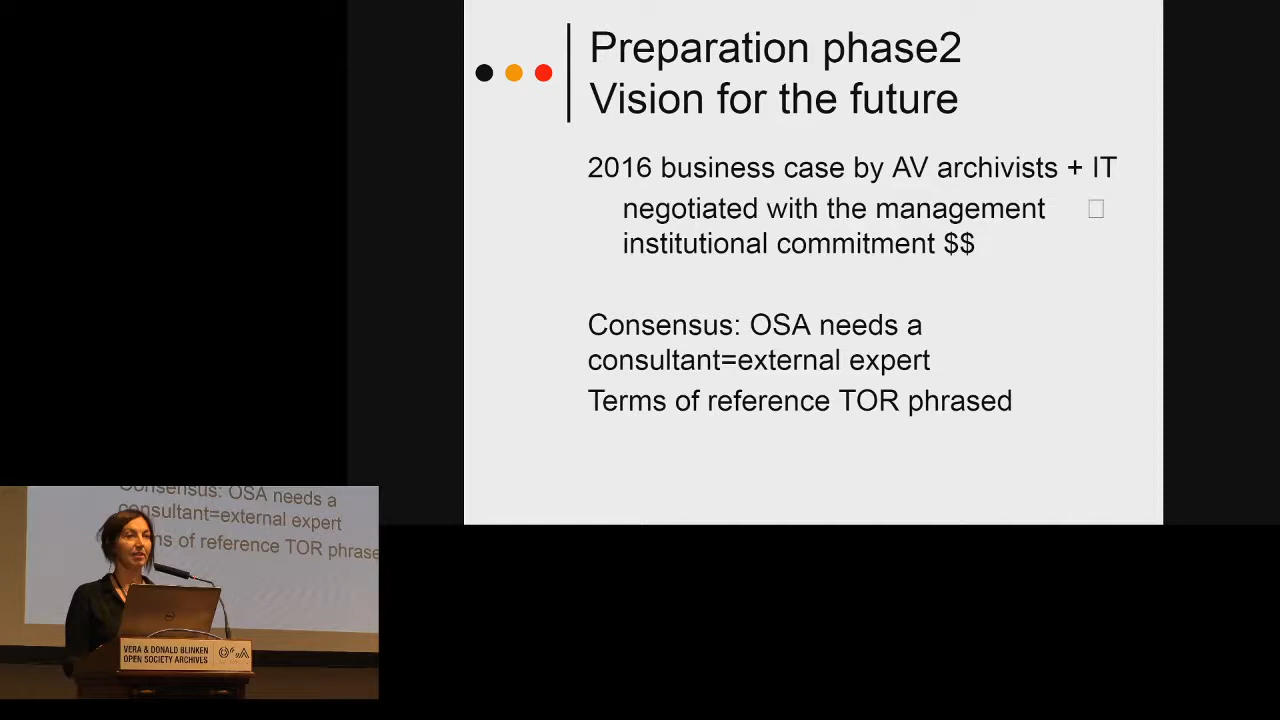 Preparation phase2
Vision for the future
2016 business case by AV archivists + IT
negotiated with the management
institutional commitment $$
Consensus: OSA needs a
consultant=external expert
Terms of reference TOR phrased
Consensus: OSA needs a
consultant=external expert
ms of reference TOR phrase
VERA & DONALD BLINKEN
OPEN SOCIETY ARCHIVES